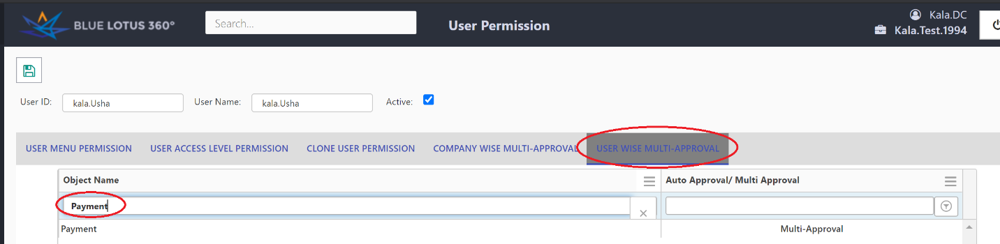 BLUE LOTUS 360°
Search...
User Permission
Kala.DC
Kala.Test.1994
User ID:
kala.Usha
User Name:
kala.Usha
Active:
USER MENU PERMISSION
USER ACCESS LEVEL PERMISSION
CLONE USER PERMISSION
COMPANY WISE MULTI-APPROVAL
USER WISE MULTI-APPROVAL
Object Name
Auto Approval/ Multi Approval
Payment
Payment
Multi-Approval